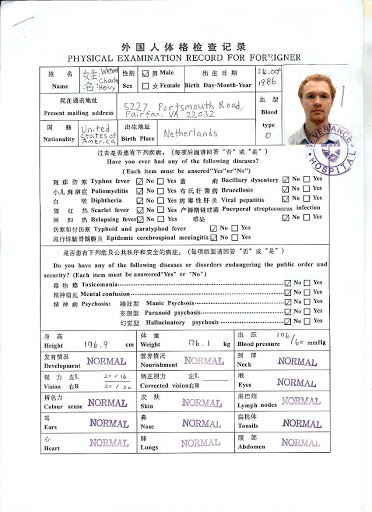 外国人体格检查记录
PHYSICAL EXAMINATION RECORD FOR FOREIGNER
姓 名 姓: 性别 ☑ 男 Male 出 生 日 期 24, Oct
Name 名: Henry Sex □ 女 Female Birth Day-Month-Year 1986
现在通讯地址 5227, Portsmouth Road, 血 型
Present mailing address Fairfax, VA 22032 Blood type O
国 籍 United States of America 出生地址 Netherlands
Nationality Birth Place
SEVERANCE HOSPITAL
过去是否患有下列疾病：（每项后面请回答“否”或“是”）
Have you ever had any of the following diseases?
(Each item must be answered"Yes"or"No")
斑疹伤寒 Typhus fever ☑ No □ Yes 菌 痢 Bacillary dysentery ☑ No □ Yes
小儿麻痹症 Poliomyelitis ☑ No □ Yes 布氏杆菌病 Brucellosis ☑ No □ Yes
白 喉 Diphtheria ☑ No □ Yes 病毒性肝炎 Viral pepatitis ☑ No □ Yes
猩 红 热 Scarlet fever ☑ No □ Yes 产褥期链球菌 Puerperal streptococcus infection
回 归 热 Relapsing fever ☑ No □ Yes 感染 ☑ No □ Yes
伤寒和付伤寒 Typhoid and paratyphod fever ☑ No □ Yes
流行性脑脊髓膜炎 Epidemic cerebrospinal meningitis ☑ No □ Yes
是否患有下列危及公共秩序和安全的病症：（每项后面请回答“否”或“是”）
Do you have any of the following diseases or disorders endangering the public order and
security? (Each item must be answered"Yes" or "No")
毒 物 瘾 Toxicomania ☑ No □ Yes
精神错乱 Mental confusion ☑ No □ Yes
精 神 病 Psychosis: 躁狂型 Manic Psychosis ☑ No □ Yes
妄想型 Paranoid psychosis ☑ No □ Yes
幻觉型 Hallucinatory psychosis ☑ No □ Yes
身 高 体 重 血 压 106/60 mmHg
Height 176.9 cm Weight 76.1 kg Blood pressure
发育情况 营养情况 颈 部
Development NORMAL Nourishment NORMAL Neck NORMAL
视 力 左L 20/16 矫正视力 左L 眼
Vision 右R 20/20 Corrected vision 右R Eyes NORMAL
辨色力 皮 肤 淋巴结
Colour sense NORMAL Skin NORMAL Lymph nodes NORMAL
耳 鼻 扁桃体
Ears NORMAL Nose NORMAL Tonsils NORMAL
心 肺 腹 部
Heart NORMAL Lungs NORMAL Abdomen NORMAL